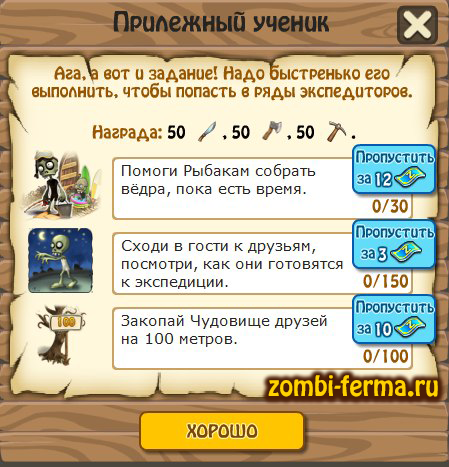 Прилежный ученик
Ага, а вот и задание! Надо быстренько его
выполнить, чтобы попасть в ряды экспедиторов.
Награда: 50 , 50 , 50 .
Помоги Рыбакам собрать
вёдра, пока есть время.
Пропустить
за 12
0/30
Сходи в гости к друзьям,
посмотри, как они готовятся
к экспедиции.
Пропустить
за 3
0/150
100
Закопай Чудовище друзей
на 100 метров.
Пропустить
за 10
0/100
zombi-ferma.ru
ХОРОШО